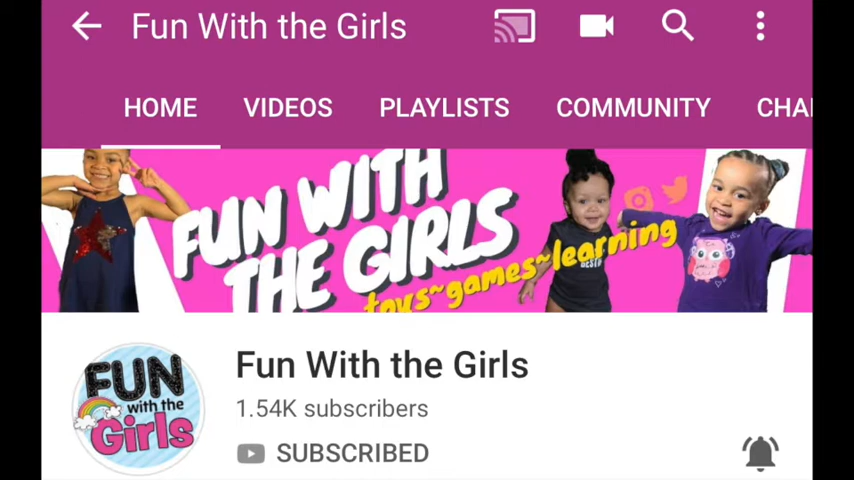 Fun With the Girls
HOME VIDEOS PLAYLISTS COMMUNITY CHA
FUN WITH
THE GIRLS
toys~games~learning
FUN
with the
Girls
Fun With the Girls
1.54K subscribers
SUBSCRIBED